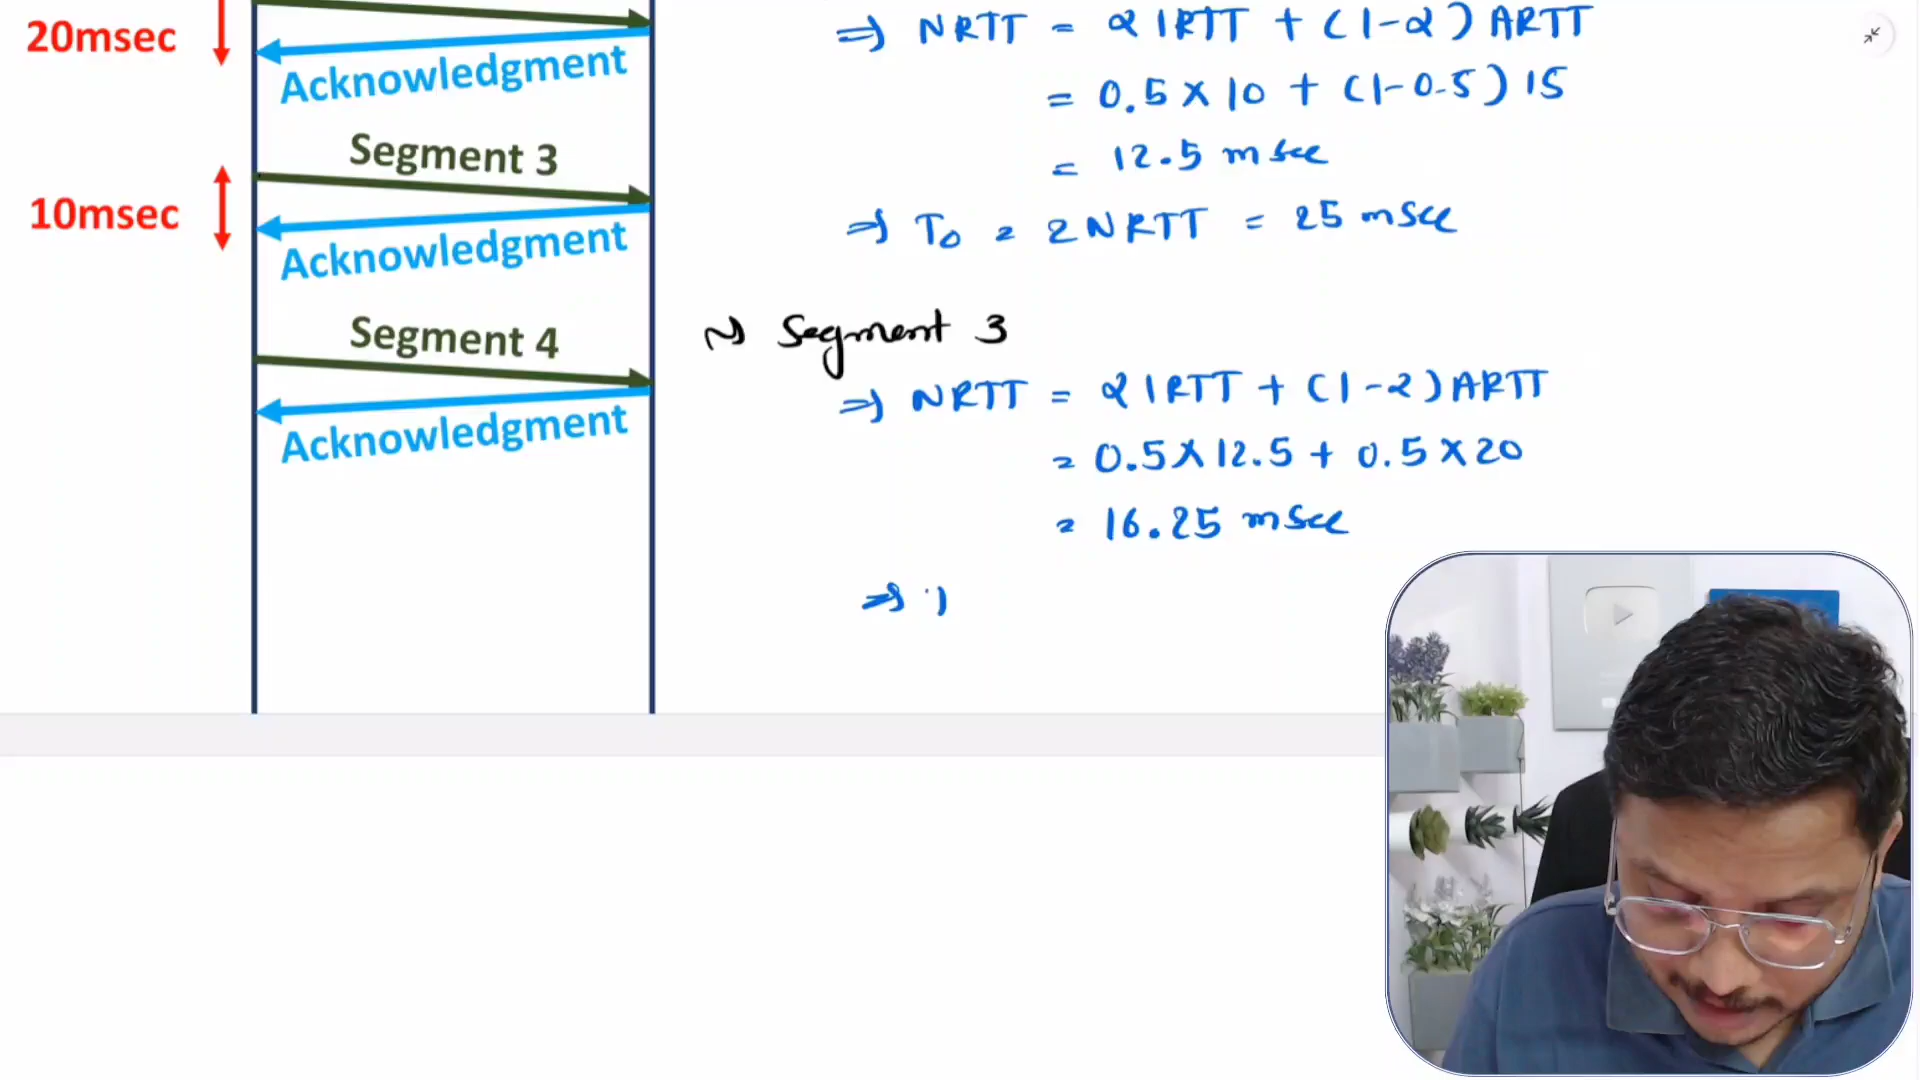 20msec
Acknowledgment
Segment 3
10msec
Acknowledgment
Segment 4
Acknowledgment
⇒ NRTT = α IRTT + (1-α) ARTT
= 0.5 × 10 + (1-0.5) 15
= 12.5 msec
⇒ To = 2NRTT = 25 msec
Segment 3
⇒ NRTT = α IRTT + (1-α) ARTT
= 0.5 × 12.5 + 0.5 × 20
= 16.25 msec
⇒